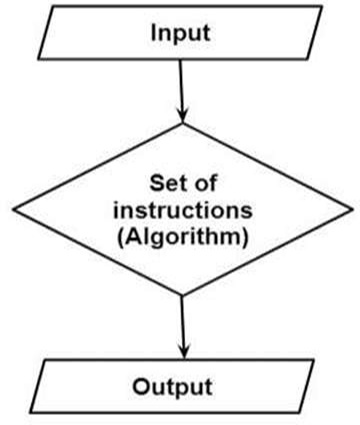 Input
Set of
instructions
(Algorithm)
Output